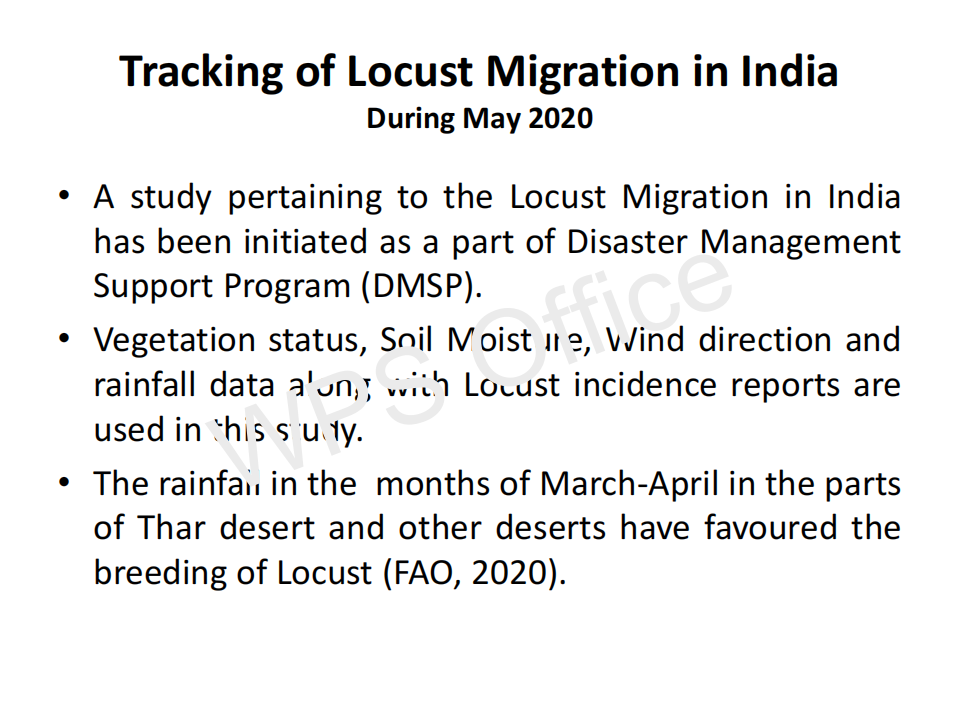 Tracking of Locust Migration in India
During May 2020
• A study pertaining to the Locust Migration in India
has been initiated as a part of Disaster Management
Support Program (DMSP).
• Vegetation status, Soil Moisture, Wind direction and
rainfall data along with Locust incidence reports are
used in this study.
• The rainfall in the months of March-April in the parts
of Thar desert and other deserts have favoured the
breeding of Locust (FAO, 2020).
WPS Office